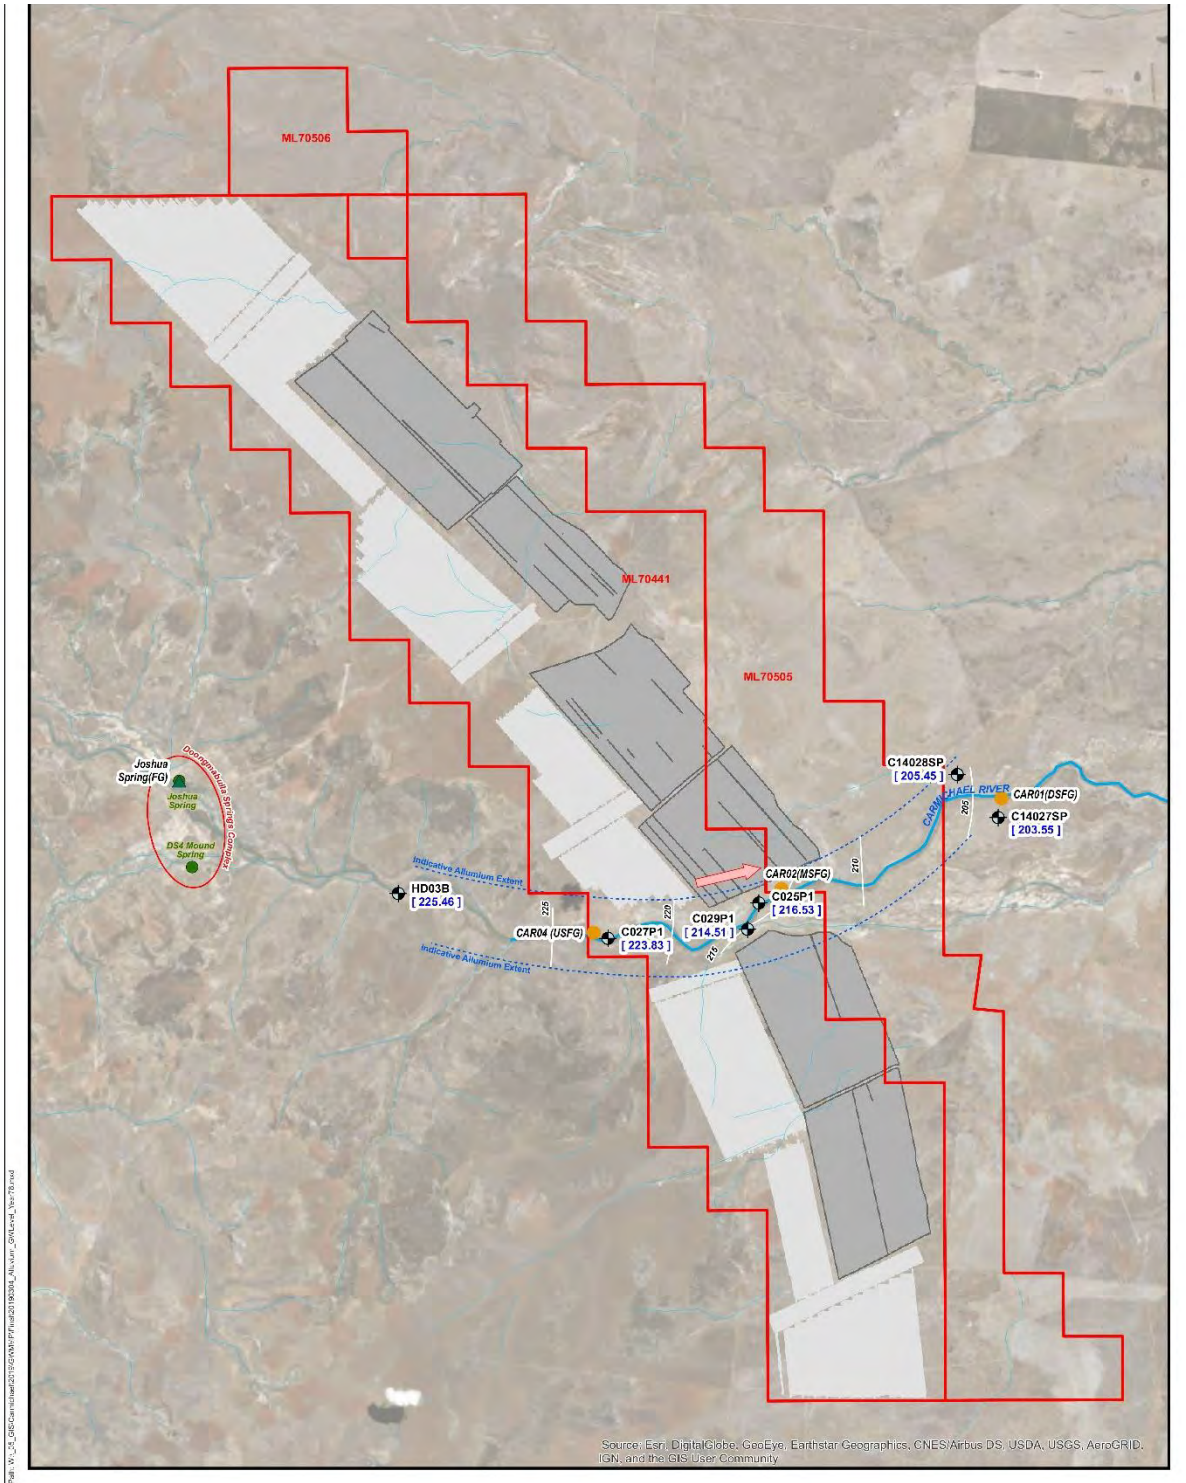 ML70506
ML70441
ML70505
Joshua
Spring(FG)
Joshua
Spring
DS4 Mound
Spring
Doongmabulla Springs Complex
C14028SP
[ 205.45 ]
CARMICHAEL RIVER
205
CAR01(DSFG)
C14027SP
[ 203.55 ]
210
CAR02(MSFG)
C025P1
[ 216.53 ]
C029P1
[ 214.51 ]
215
220
225
Indicative Allumium Extent
HD03B
[ 225.46 ]
CAR04 (USFG)
C027P1
[ 223.83 ]
Indicative Allumium Extent
Source: Esri, DigitalGlobe, GeoEye, Earthstar Geographics, CNES/Airbus DS, USDA, USGS, AeroGRID,
IGN, and the GIS User Community